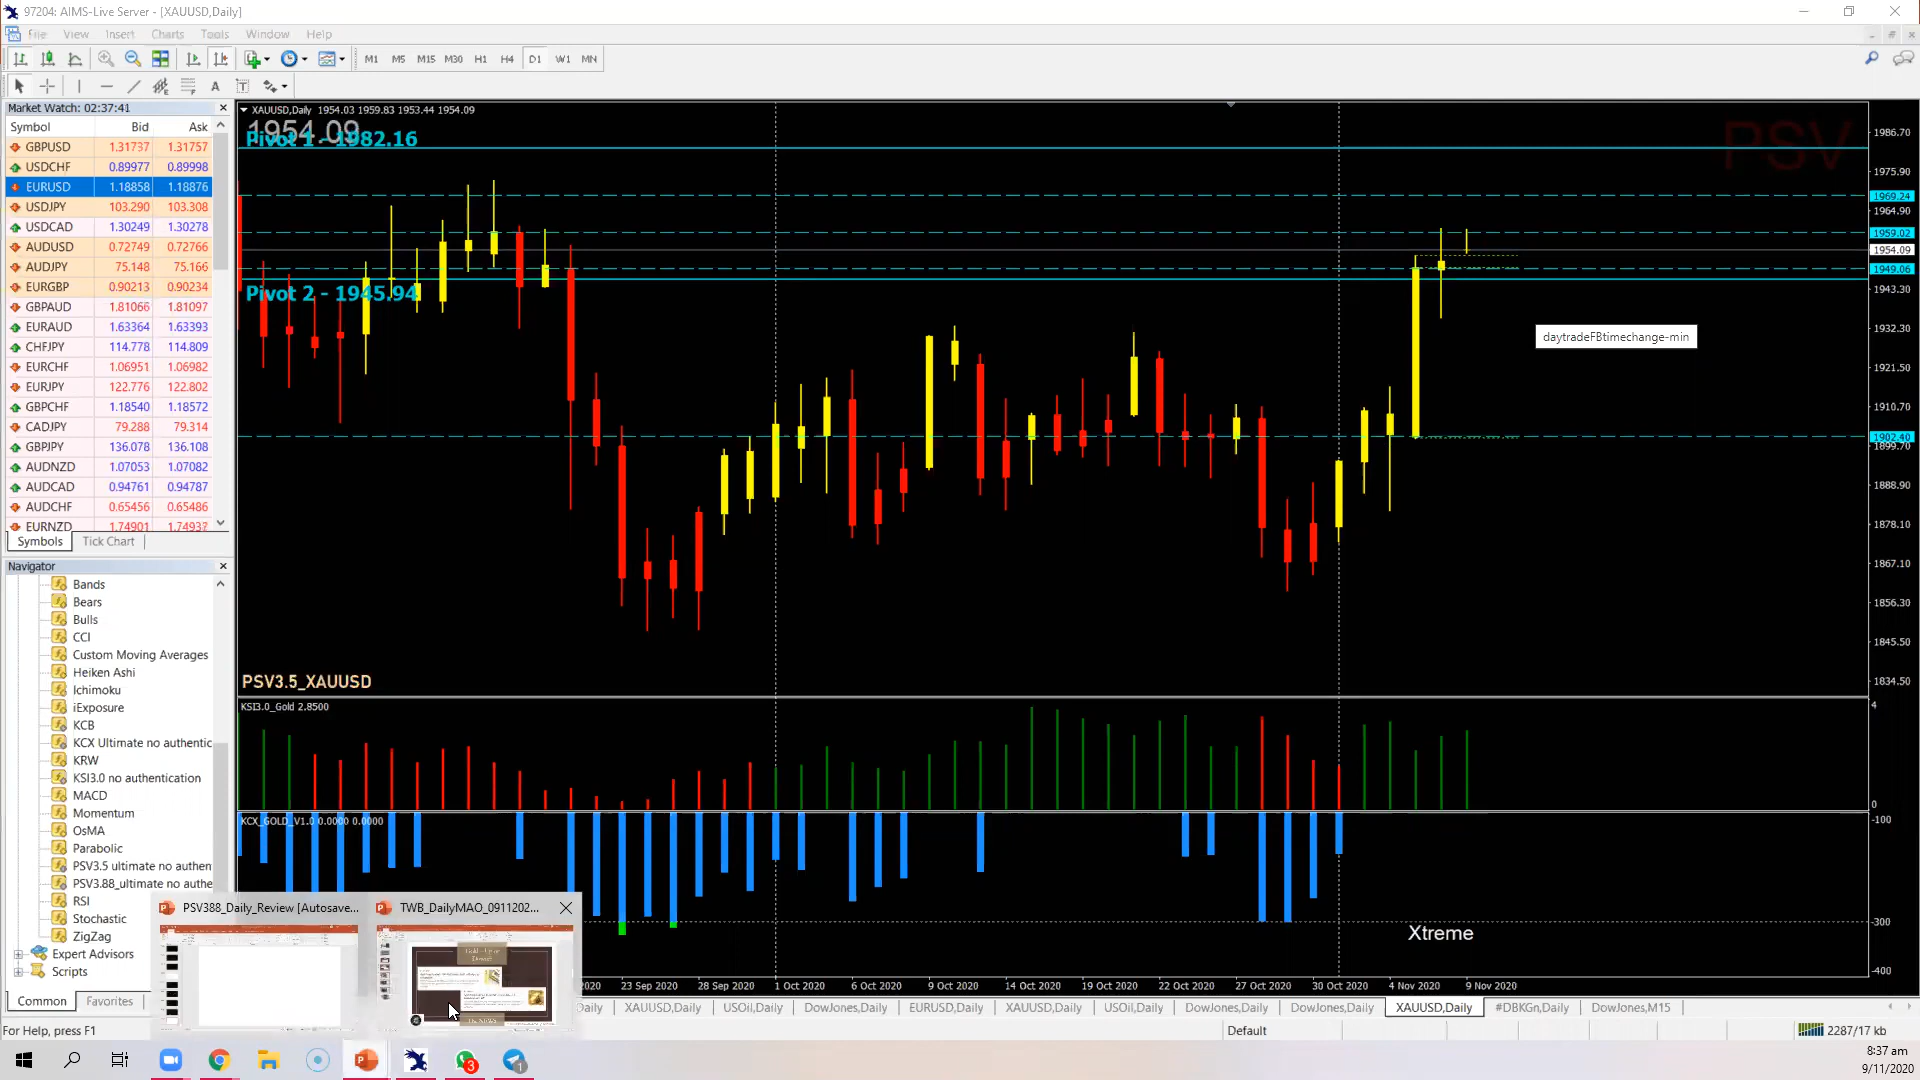 97204: AIMS-Live Server - [XAUUSD,Daily]
File View Insert Charts Tools Window Help
M1 M5 M15 M30 H1 H4 D1 W1 MN
Market Watch: 02:37:41
Symbol Bid Ask
GBPUSD 1.31737 1.31757
USDCHF 0.89977 0.89998
EURUSD 1.18858 1.18876
USDJPY 103.290 103.308
USDCAD 1.30249 1.30278
AUDUSD 0.72749 0.72766
AUDJPY 75.148 75.166
EURGBP 0.90213 0.90234
GBPAUD 1.81066 1.81097
EURAUD 1.63364 1.63393
CHFJPY 114.778 114.809
EURCHF 1.06951 1.06982
EURJPY 122.776 122.802
GBPCHF 1.18540 1.18572
CADJPY 79.288 79.314
GBPJPY 136.078 136.108
AUDNZD 1.07053 1.07082
AUDCAD 0.94761 0.94787
AUDCHF 0.65456 0.65486
EURNZD 1.74901 1.74932
Symbols Tick Chart
Navigator
Bands
Bears
Bulls
CCI
Custom Moving Averages
Heiken Ashi
Ichimoku
iExposure
KCB
KCX Ultimate no authentic
KRW
KSI3.0 no authentication
MACD
Momentum
OsMA
Parabolic
PSV3.5 ultimate no authen
PSV3.88_ultimate no authe
RSI
Stochastic
ZigZag
Expert Advisors
Scripts
Common Favorites
For Help, press F1
XAUUSD,Daily 1954.03 1959.83 1953.44 1954.09
1954.09
Pivot 1 - 1982.16
PSV
Pivot 2 - 1945.94
daytradeFBtimechange-min
PSV3.5_XAUUSD
1986.70
1975.90
1969.24
1964.90
1959.02
1954.09
1949.06
1943.30
1932.30
1921.50
1910.70
1902.40
1899.70
1888.90
1878.10
1867.10
1856.30
1845.50
1834.50
KSI3.0_Gold 2.8500
4
0
KCX_GOLD_V1.0 0.0000 0.0000
-100
-300
-400
Xtreme
PSV388_Daily_Review [Autosave...
TWB_DailyMAO_0911202...
2020 23 Sep 2020 28 Sep 2020 1 Oct 2020 6 Oct 2020 9 Oct 2020 14 Oct 2020 19 Oct 2020 22 Oct 2020 27 Oct 2020 30 Oct 2020 4 Nov 2020 9 Nov 2020
aily XAUUSD,Daily USOil,Daily DowJones,Daily EURUSD,Daily XAUUSD,Daily USOil,Daily DowJones,Daily DowJones,Daily XAUUSD,Daily #DBKGn,Daily DowJones,M15
Default
2287/17 kb
3
1
8:37 am
9/11/2020